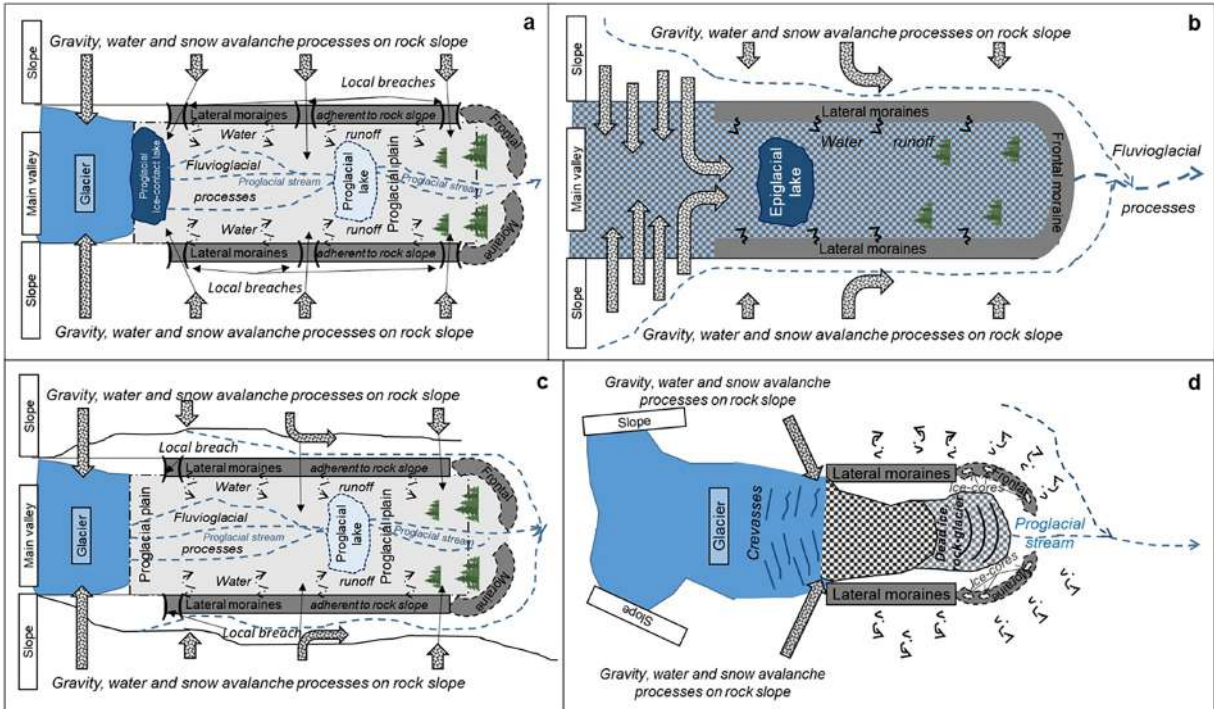 a
Gravity, water and snow avalanche processes on rock slope
Slope
Local breaches
Lateral moraines
adherent to rock slope
Frontal
Water
runoff
Main valley
Glacier
Proglacial
Ice-contact lake
Fluvioglacial
Proglacial stream
processes
Proglacial
lake
Proglacial plain
Proglacial stream
Water
runoff
Moraine
Lateral moraines
adherent to rock slope
Slope
Local breaches
Gravity, water and snow avalanche processes on rock slope
b
Gravity, water and snow avalanche processes on rock slope
Slope
Lateral moraines
Water
runoff
Main valley
Epiglacial
lake
Frontal moraine
Fluvioglacial
processes
Lateral moraines
Slope
Gravity, water and snow avalanche processes on rock slope
c
Gravity, water and snow avalanche processes on rock slope
Slope
Local breach
Lateral moraines
adherent to rock slope
Frontal
Water
runoff
Main valley
Glacier
Proglacial plain
Fluvioglacial
Proglacial stream
processes
Proglacial
lake
Proglacial plain
Proglacial stream
Water
runoff
Moraine
Lateral moraines
adherent to rock slope
Slope
Local breach
Gravity, water and snow avalanche processes on rock slope
d
Gravity, water and snow avalanche
processes on rock slope
Slope
Lateral moraines
Frontal
Ice-cores
Glacier
Crevasses
Dead ice,
rock glacier
Proglacial
stream
Ice-cores
Moraine
Lateral moraines
Slope
Gravity, water and snow avalanche
processes on rock slope